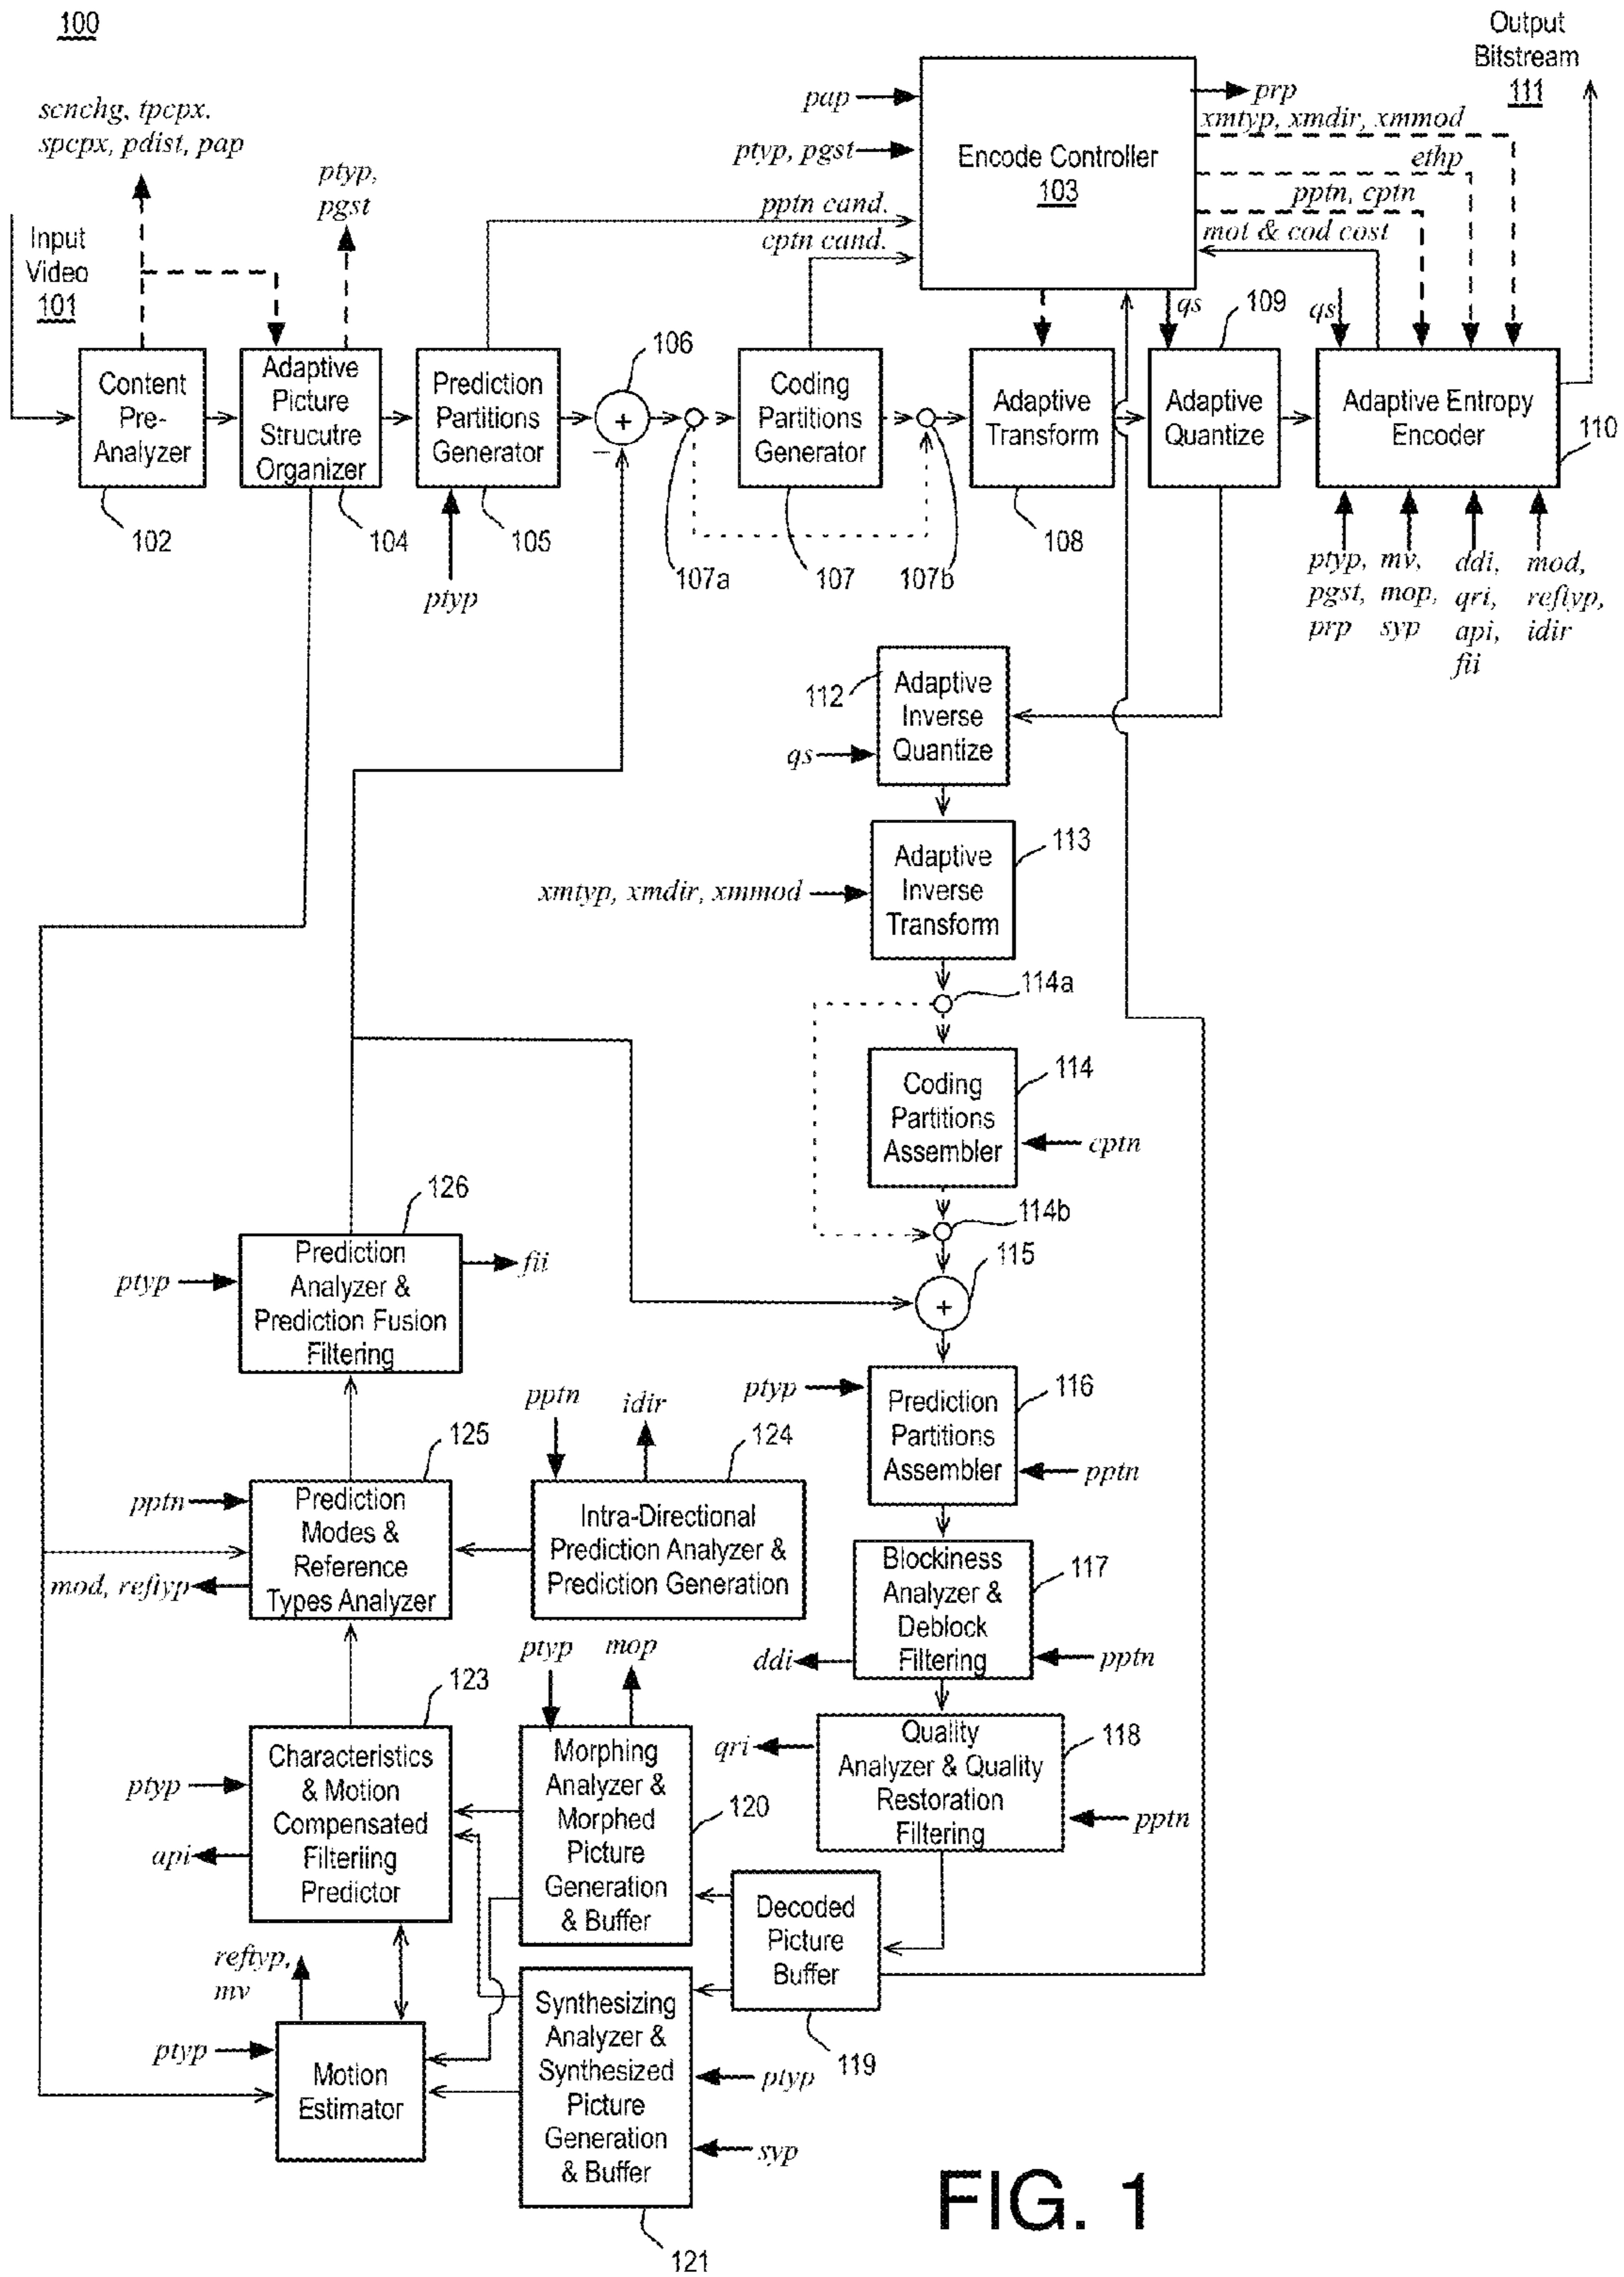 100
Output
Bitstream
111
scnchg, tpcpx.
spcpx, pdist, pap
ptyp,
pgst
Input
Video
101
pap
ptyp, pgst
pptn cand.
cptn cand.
Encode Controller
103
prp
xmtyp, xmdir, xmmod
ethp
pptn, cptn
mot & cod cost
qs
109
qs
106
Content
Pre-
Analyzer
102
Adaptive
Picture
Strucutre
Organizer
104
Prediction
Partitions
Generator
105
ptyp
+
–
107a
Coding
Partitions
Generator
107
107b
Adaptive
Transform
108
Adaptive
Quantize
Adaptive Entropy
Encoder
110
ptyp,
pgst,
prp
mv,
mop,
syp
ddi,
qri,
api,
fii
mod,
reftyp,
idir
112
Adaptive
Inverse
Quantize
qs
113
Adaptive
Inverse
Transform
xmtyp, xmdir, xmmod
114a
114
Coding
Partitions
Assembler
cptn
114b
115
+
126
Prediction
Analyzer &
Prediction Fusion
Filtering
ptyp
fii
ptyp
116
Prediction
Partitions
Assembler
pptn
125
pptn
Prediction
Modes &
Reference
Types Analyzer
mod, reftyp
pptn
idir
124
Intra-Directional
Prediction Analyzer &
Prediction Generation
117
Blockiness
Analyzer &
Deblock
Filtering
ddi
pptn
123
ptyp
Characteristics
& Motion
Compensated
Filteriing
Predictor
api
ptyp
mop
Morphing
Analyzer &
Morphed
Picture
Generation
& Buffer
120
qri
Quality
Analyzer & Quality
Restoration
Filtering
118
pptn
Decoded
Picture
Buffer
119
reftyp,
mv
ptyp
Motion
Estimator
Synthesizing
Analyzer &
Synthesized
Picture
Generation
& Buffer
ptyp
syp
121
FIG. 1